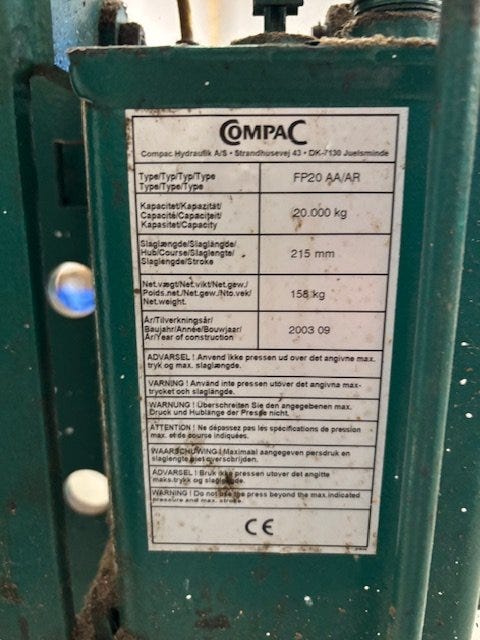 COMPAC
Compac Hydraulik A/S • Strandhusevej 43 • DK-7130 Juelsminde
Type/Typ/Typ/Type
Type/Type/Type
FP20 AA/AR
Kapacitet/Kapazität/
Capacité/Capaciteit/
Kapasitet/Capacity
20.000 kg
Slaglængde/Slaglängde/
Hub/Course/Slaglengte/
Slaglengde/Stroke
215 mm
Net.vægt/Net.vikt/Net.gew./
Poids.net./Net.gew./Nto.vek/
Net.weight.
158 kg
År/Tilverkningsår/
Baujahr/Année/Bouwjaar/
År/Year of construction
2003 09
ADVARSEL ! Anvend ikke pressen ud over det angivne max.
tryk og max. slaglængde.
VARNING ! Använd inte pressen utöver det angivna max-
trycket och slaglängde.
WARNUNG ! Überschreiten Sie den angegebenen max.
Druck und Hublänge der Presse nicht.
ATTENTION ! Ne dépassez pas les spécifications de pression
max. et de course indiquées.
WAARSCHUWING ! Maximaal aangegeven persdruk en
slaglengte niet overschrijden.
ADVARSEL ! Bruk ikke pressen utover det angitte
maks.trykk og slaglengde.
WARNING ! Do not use the press beyond the max.indicated
pressure and max. stroke.
CE